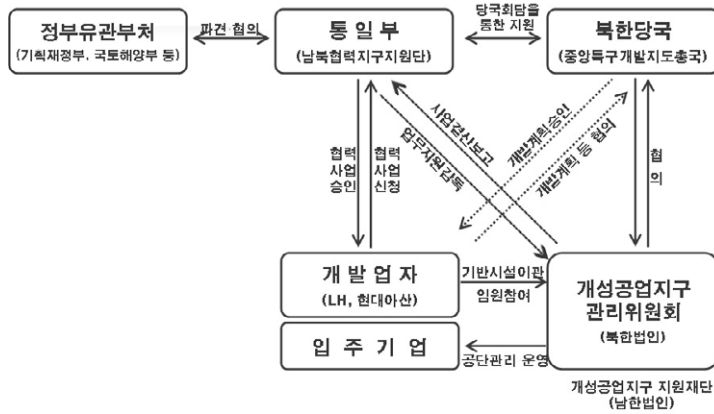 정부유관부처
(기획재정부, 국토해양부 등)
파견·협의
통 일 부
(남북협력지구지원단)
당국회담을
통한 지원
북한당국
(중앙특구개발지도총국)
협력
사업
승인
협력
사업
신청
업무지원감독
사업결산보고
개발계획승인
개발계획 등 협의
협
의
개 발 업 자
(LH, 현대아산)
기반시설이관
임원참여
개성공업지구
관리위원회
(북한법인)
입 주 기 업
공단관리 운영
개성공업지구 지원재단
(남한법인)